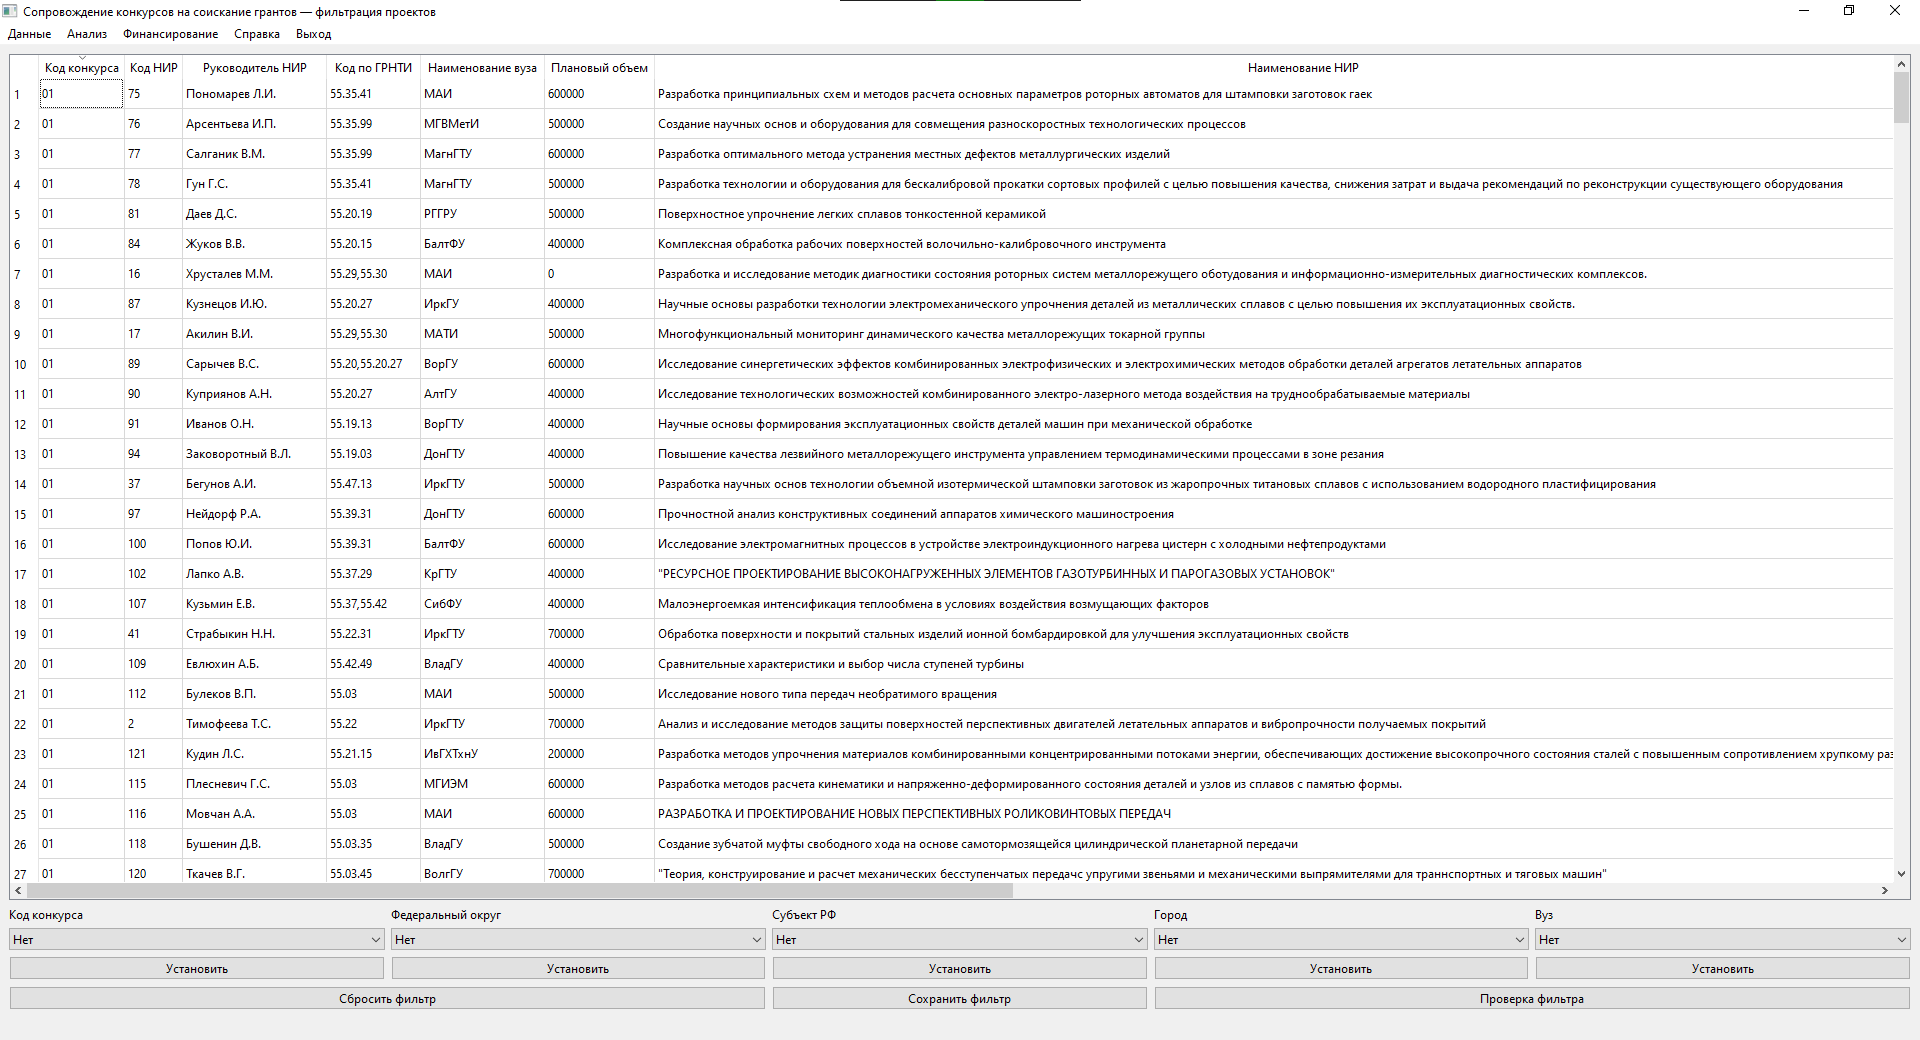 Сопровождение конкурсов на соискание грантов — фильтрация проектов
Данные Анализ Финансирование Справка Выход
Код конкурса Код НИР Руководитель НИР Код по ГРНТИ Наименование вуза Плановый объем Наименование НИР
1 01 75 Пономарев Л.И. 55.35.41 МАИ 600000 Разработка принципиальных схем и методов расчета основных параметров роторных автоматов для штамповки заготовок гаек
2 01 76 Арсентьева И.П. 55.35.99 МГВМетИ 500000 Создание научных основ и оборудования для совмещения разноскоростных технологических процессов
3 01 77 Салганик В.М. 55.35.99 МагнГТУ 600000 Разработка оптимального метода устранения местных дефектов металлургических изделий
4 01 78 Гун Г.С. 55.35.41 МагнГТУ 500000 Разработка технологии и оборудования для бескалибровой прокатки сортовых профилей с целью повышения качества, снижения затрат и выдача рекомендаций по реконструкции существующего оборудования
5 01 81 Даев Д.С. 55.20.19 РГГРУ 500000 Поверхностное упрочнение легких сплавов тонкостенной керамикой
6 01 84 Жуков В.В. 55.20.15 БалтФУ 400000 Комплексная обработка рабочих поверхностей волочильно-калибровочного инструмента
7 01 16 Хрусталев М.М. 55.29,55.30 МАИ 0 Разработка и исследование методик диагностики состояния роторных систем металлорежущего оботудования и информационно-измерительных диагностических комплексов.
8 01 87 Кузнецов И.Ю. 55.20.27 ИркГУ 400000 Научные основы разработки технологии электромеханического упрочнения деталей из металлических сплавов с целью повышения их эксплуатационных свойств.
9 01 17 Акилин В.И. 55.29,55.30 МАТИ 500000 Многофункциональный мониторинг динамического качества металлорежущих токарной группы
10 01 89 Сарычев В.С. 55.20,55.20.27 ВорГУ 600000 Исследование синергетических эффектов комбинированных электрофизических и электрохимических методов обработки деталей агрегатов летательных аппаратов
11 01 90 Куприянов А.Н. 55.20.27 АлтГУ 400000 Исследование технологических возможностей комбинированного электро-лазерного метода воздействия на труднообрабатываемые материалы
12 01 91 Иванов О.Н. 55.19.13 ВорГТУ 400000 Научные основы формирования эксплуатационных свойств деталей машин при механической обработке
13 01 94 Заковоротный В.Л. 55.19.03 ДонГТУ 400000 Повышение качества лезвийного металлорежущего инструмента управлением термодинамическими процессами в зоне резания
14 01 37 Бегунов А.И. 55.47.13 ИркГТУ 500000 Разработка научных основ технологии объемной изотермической штамповки заготовок из жаропрочных титановых сплавов с использованием водородного пластифицирования
15 01 97 Нейдорф Р.А. 55.39.31 ДонГТУ 600000 Прочностной анализ конструктивных соединений аппаратов химического машиностроения
16 01 100 Попов Ю.И. 55.39.31 БалтФУ 600000 Исследование электромагнитных процессов в устройстве электроиндукционного нагрева цистерн с холодными нефтепродуктами
17 01 102 Лапко А.В. 55.37.29 КрГТУ 400000 "РЕСУРСНОЕ ПРОЕКТИРОВАНИЕ ВЫСОКОНАГРУЖЕННЫХ ЭЛЕМЕНТОВ ГАЗОТУРБИННЫХ И ПАРОГАЗОВЫХ УСТАНОВОК"
18 01 107 Кузьмин Е.В. 55.37,55.42 СибФУ 400000 Малоэнергоемкая интенсификация теплообмена в условиях воздействия возмущающих факторов
19 01 41 Страбыкин Н.Н. 55.22.31 ИркГТУ 700000 Обработка поверхности и покрытий стальных изделий ионной бомбардировкой для улучшения эксплуатационных свойств
20 01 109 Евлюхин А.Б. 55.42.49 ВладГУ 400000 Сравнительные характеристики и выбор числа ступеней турбины
21 01 112 Булеков В.П. 55.03 МАИ 500000 Исследование нового типа передач необратимого вращения
22 01 2 Тимофеева Т.С. 55.22 ИркГТУ 700000 Анализ и исследование методов защиты поверхностей перспективных двигателей летательных аппаратов и вибропрочности получаемых покрытий
23 01 121 Кудин Л.С. 55.21.15 ИвГХТхнУ 200000 Разработка методов упрочнения материалов комбинированными концентрированными потоками энергии, обеспечивающих достижение высокопрочного состояния сталей с повышенным сопротивлением хрупкому раз
24 01 115 Плесневич Г.С. 55.03 МГИЭМ 600000 Разработка методов расчета кинематики и напряженно-деформированного состояния деталей и узлов из сплавов с памятью формы.
25 01 116 Мовчан А.А. 55.03 МАИ 600000 РАЗРАБОТКА И ПРОЕКТИРОВАНИЕ НОВЫХ ПЕРСПЕКТИВНЫХ РОЛИКОВИНТОВЫХ ПЕРЕДАЧ
26 01 118 Бушенин Д.В. 55.03.35 ВладГУ 500000 Создание зубчатой муфты свободного хода на основе самотормозящейся цилиндрической планетарной передачи
27 01 120 Ткачев В.Г. 55.03.45 ВолгГУ 700000 "Теория, конструирование и расчет механических бесступенчатых передачс упругими звеньями и механическими выпрямителями для траннспортных и тяговых машин"
Код конкурса Федеральный округ Субъект РФ Город Вуз
Нет Нет Нет Нет Нет
Установить Установить Установить Установить Установить
Сбросить фильтр Сохранить фильтр Проверка фильтра